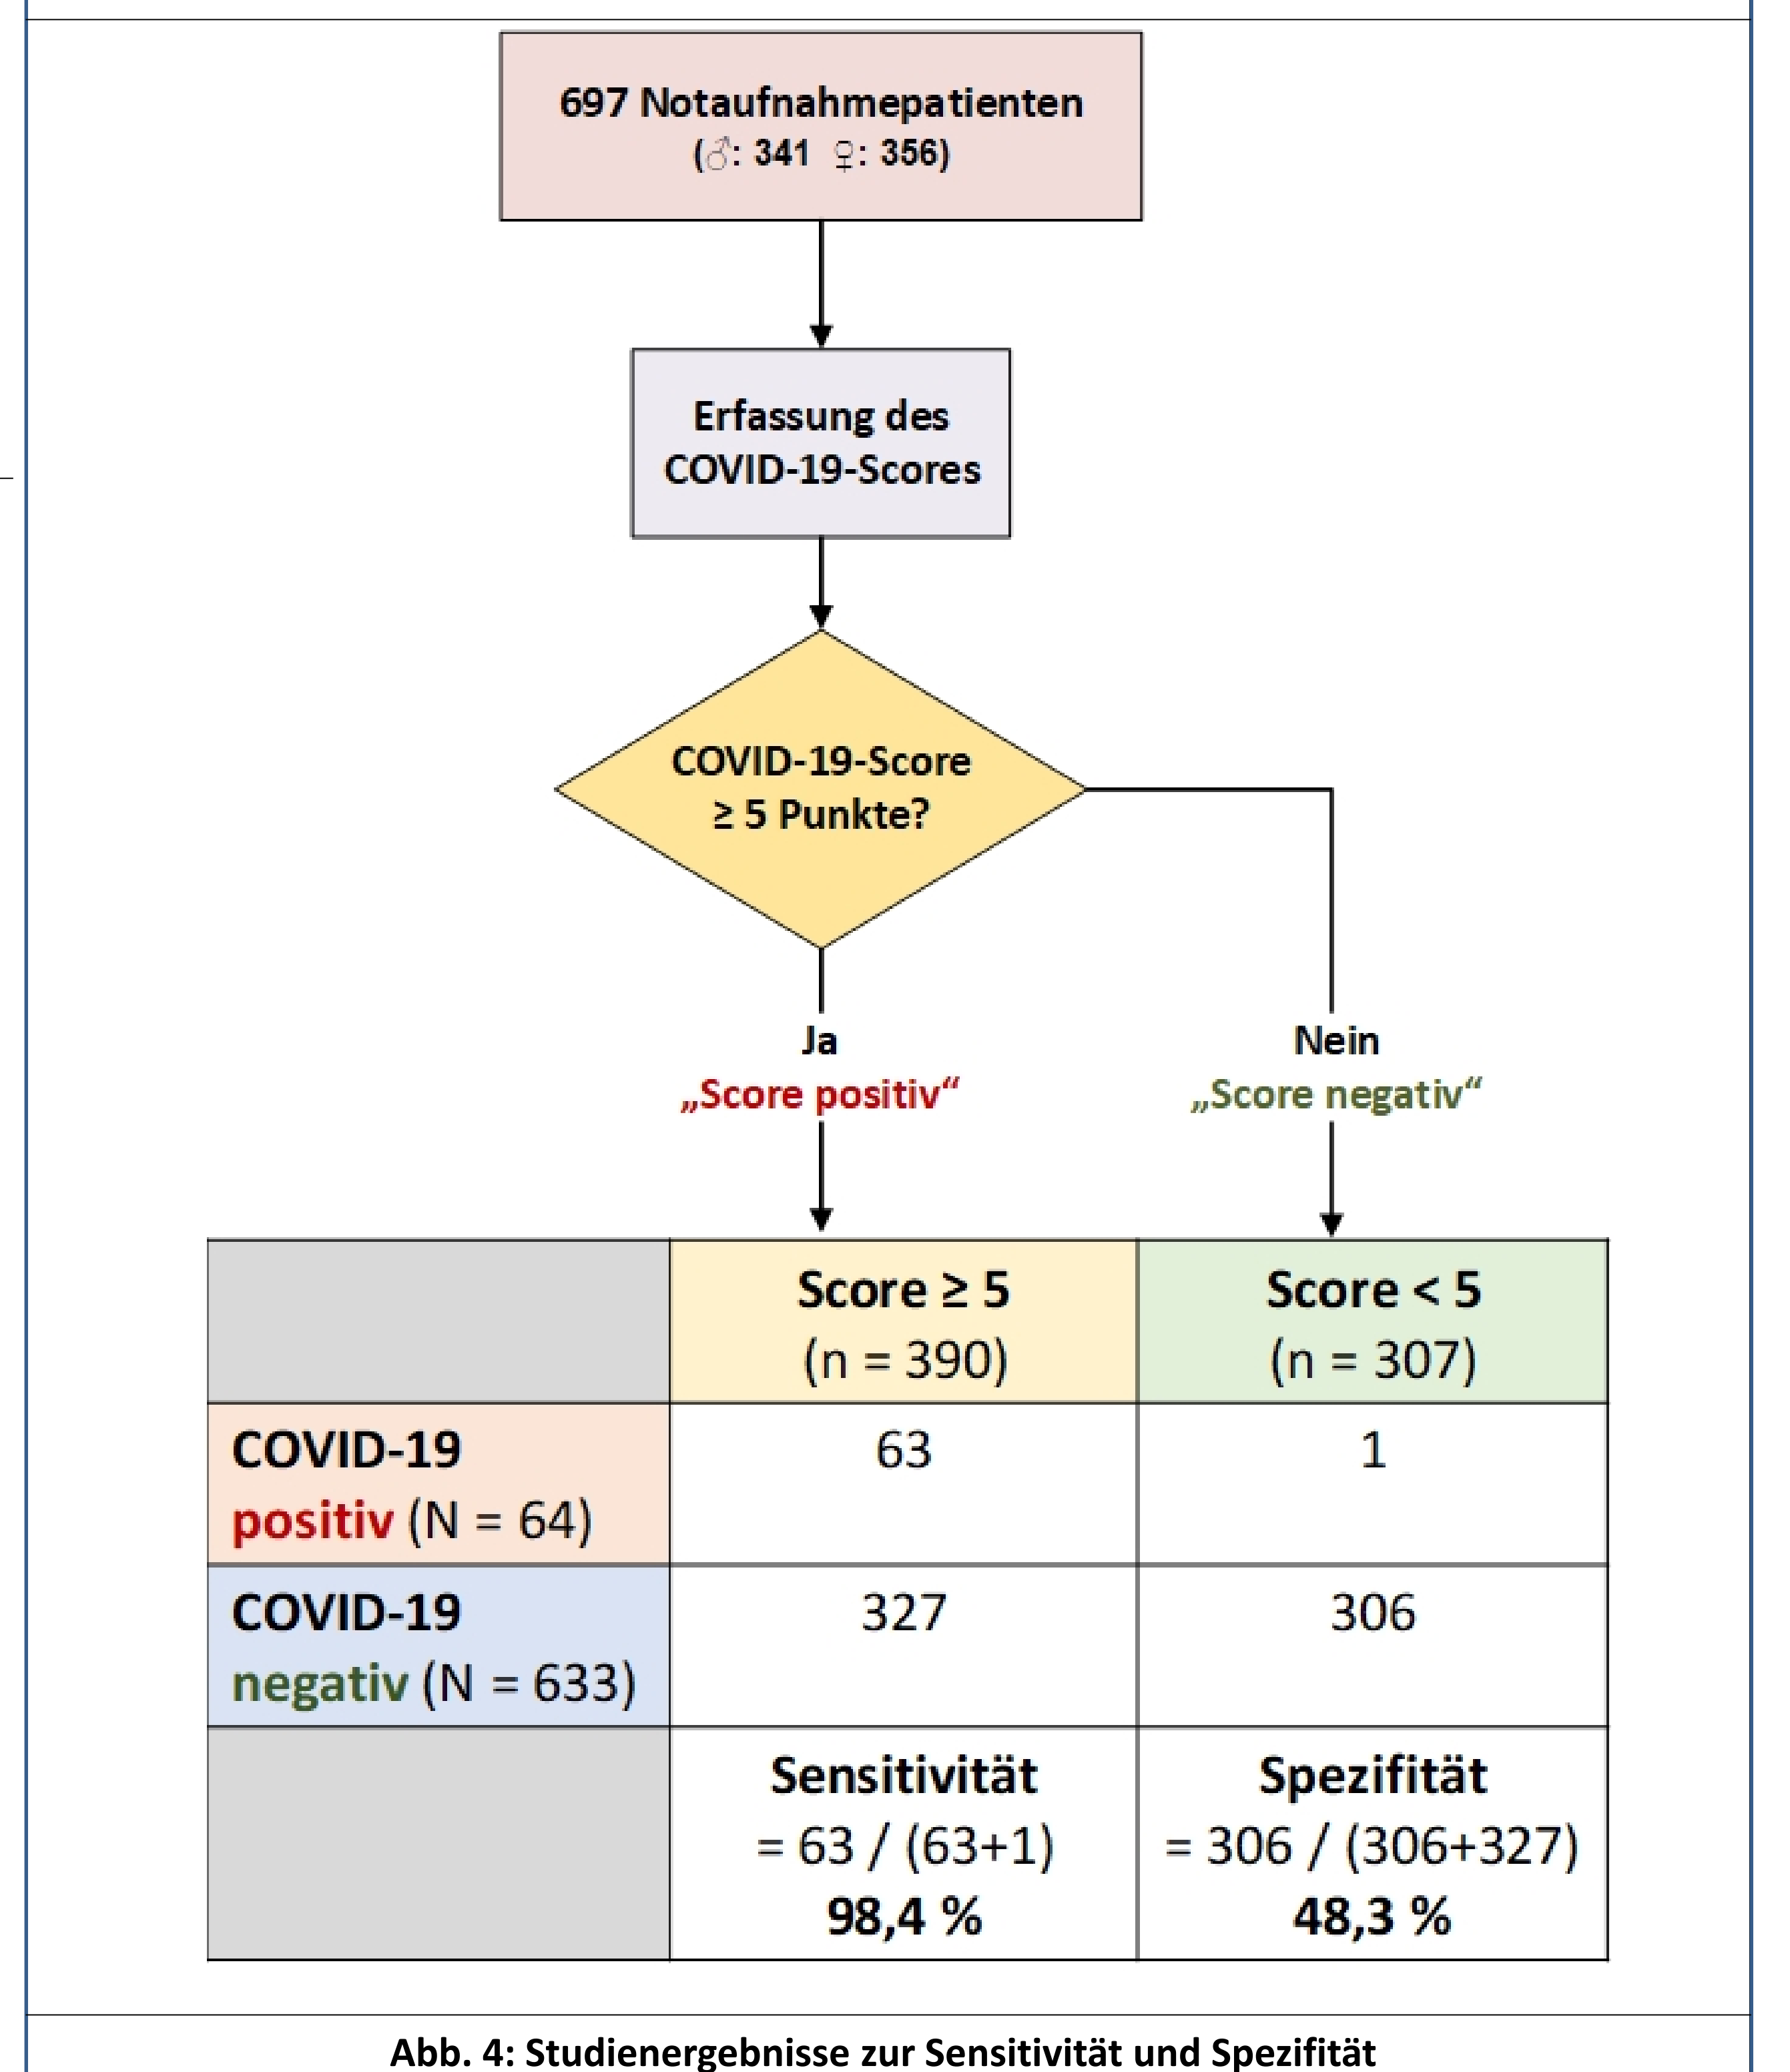 697 Notaufnahmepatienten
(♂: 341 ♀: 356)
Erfassung des
COVID-19-Scores
COVID-19-Score
≥ 5 Punkte?
Ja
„Score positiv“
Nein
„Score negativ“
Score ≥ 5
(n = 390)
Score < 5
(n = 307)
COVID-19
positiv (N = 64)
63
1
COVID-19
negativ (N = 633)
327
306
Sensitivität
= 63 / (63+1)
98,4 %
Spezifität
= 306 / (306+327)
48,3 %
Abb. 4: Studienergebnisse zur Sensitivität und Spezifität